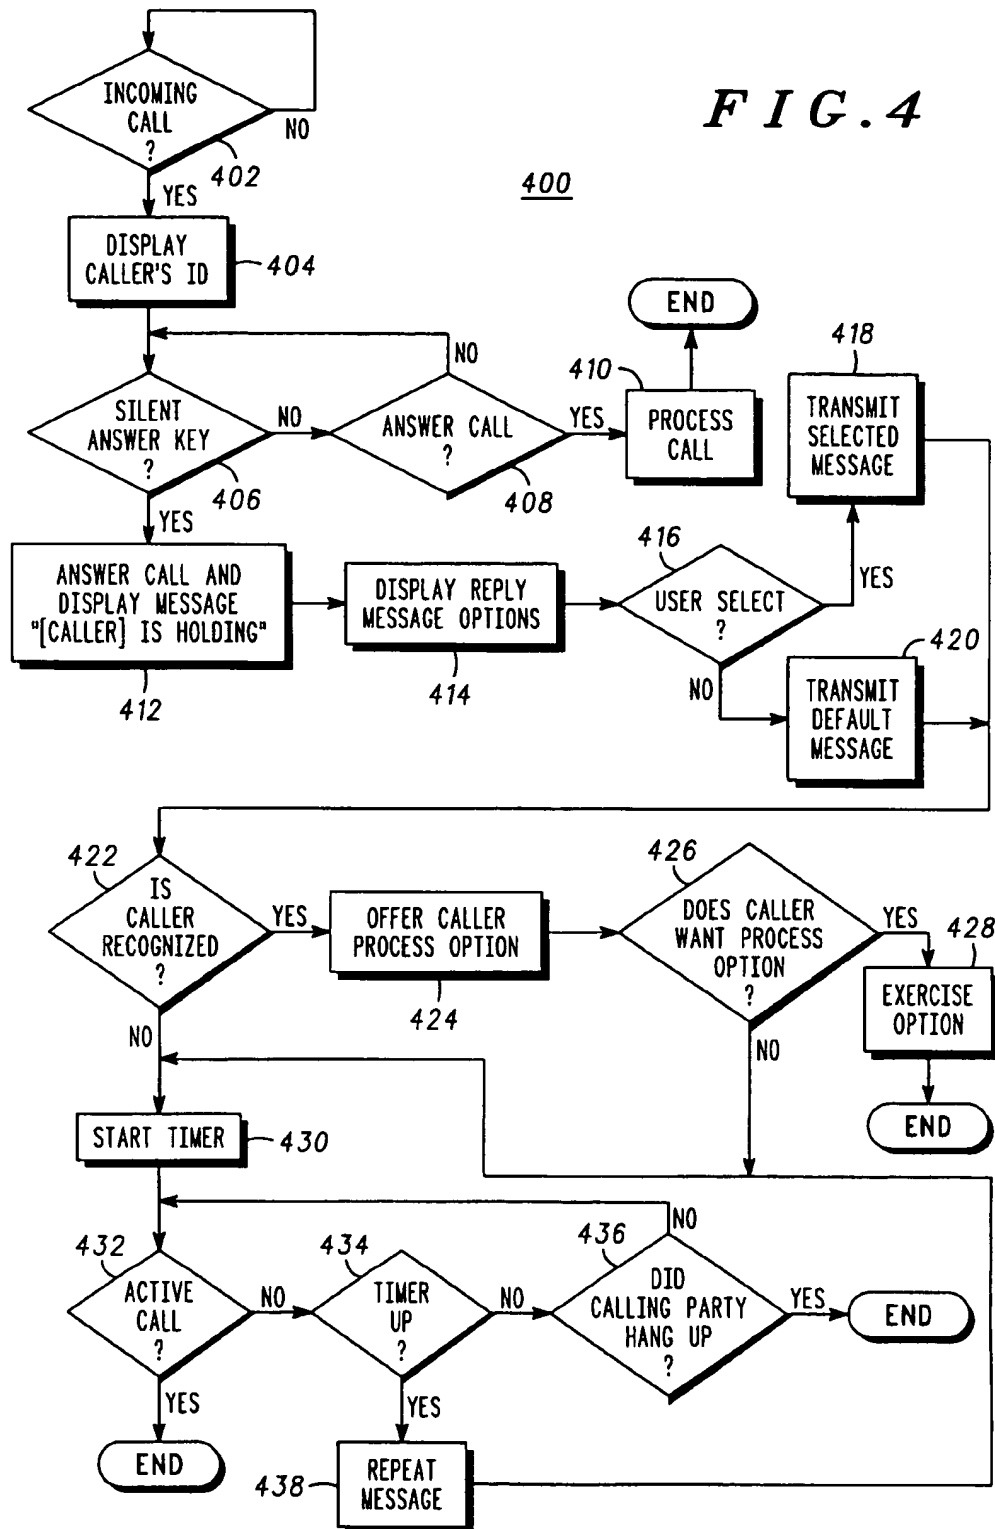 INCOMING
CALL
?
NO
402
YES
FIG.4
400
DISPLAY
CALLER'S ID
404
END
NO
410
418
SILENT
ANSWER KEY
?
NO
406
YES
ANSWER CALL
?
YES
408
PROCESS
CALL
TRANSMIT
SELECTED
MESSAGE
ANSWER CALL AND
DISPLAY MESSAGE
"[CALLER] IS HOLDING"
412
DISPLAY REPLY
MESSAGE OPTIONS
414
416
USER SELECT
?
YES
NO
420
TRANSMIT
DEFAULT
MESSAGE
422
IS
CALLER
RECOGNIZED
?
YES
NO
OFFER CALLER
PROCESS OPTION
424
426
DOES CALLER
WANT PROCESS
OPTION
?
YES
NO
428
EXERCISE
OPTION
END
START TIMER
430
432
ACTIVE
CALL
?
NO
YES
END
434
TIMER
UP
?
NO
YES
436
NO
DID
CALLING PARTY
HANG UP
?
YES
END
438
REPEAT
MESSAGE